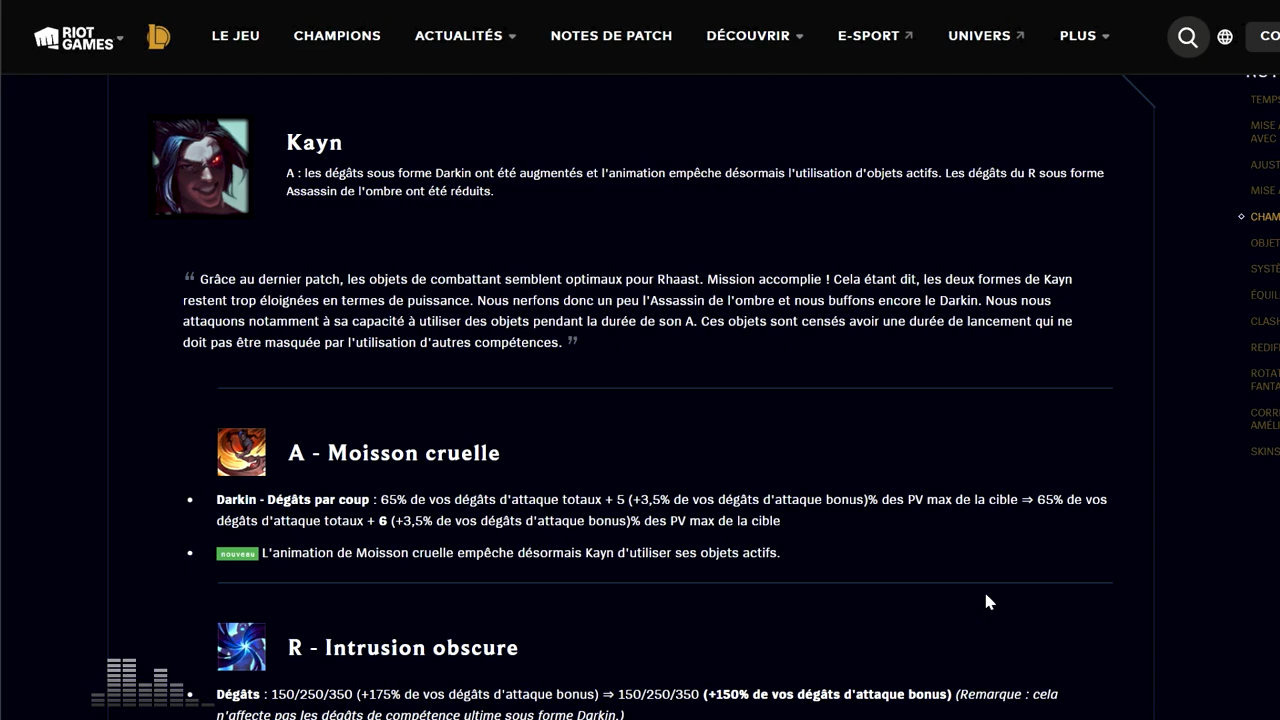 RIOT GAMES LE JEU CHAMPIONS ACTUALITÉS NOTES DE PATCH DÉCOUVRIR E-SPORT UNIVERS PLUS CO
TEMPS
MISE
AVEC
AJUST
MISE
CHAM
OBJET
SYST
ÉQUIL
CLASH
REDIF
ROTAT
FANTA
CORR
AMÉLI
SKINS
Kayn
A : les dégâts sous forme Darkin ont été augmentés et l'animation empêche désormais l'utilisation d'objets actifs. Les dégâts du R sous forme
Assassin de l'ombre ont été réduits.
“ Grâce au dernier patch, les objets de combattant semblent optimaux pour Rhaast. Mission accomplie ! Cela étant dit, les deux formes de Kayn
restent trop éloignées en termes de puissance. Nous nerfons donc un peu l'Assassin de l'ombre et nous buffons encore le Darkin. Nous nous
attaquons notamment à sa capacité à utiliser des objets pendant la durée de son A. Ces objets sont censés avoir une durée de lancement qui ne
doit pas être masquée par l'utilisation d'autres compétences. ”
A - Moisson cruelle
• Darkin - Dégâts par coup : 65% de vos dégâts d'attaque totaux + 5 (+3,5% de vos dégâts d'attaque bonus)% des PV max de la cible ⇒ 65% de vos
dégâts d'attaque totaux + 6 (+3,5% de vos dégâts d'attaque bonus)% des PV max de la cible
• nouveau L'animation de Moisson cruelle empêche désormais Kayn d'utiliser ses objets actifs.
R - Intrusion obscure
• Dégâts : 150/250/350 (+175% de vos dégâts d'attaque bonus) ⇒ 150/250/350 (+150% de vos dégâts d'attaque bonus) (Remarque : cela
n'affecte pas les dégâts de compétence ultime sous forme Darkin.)